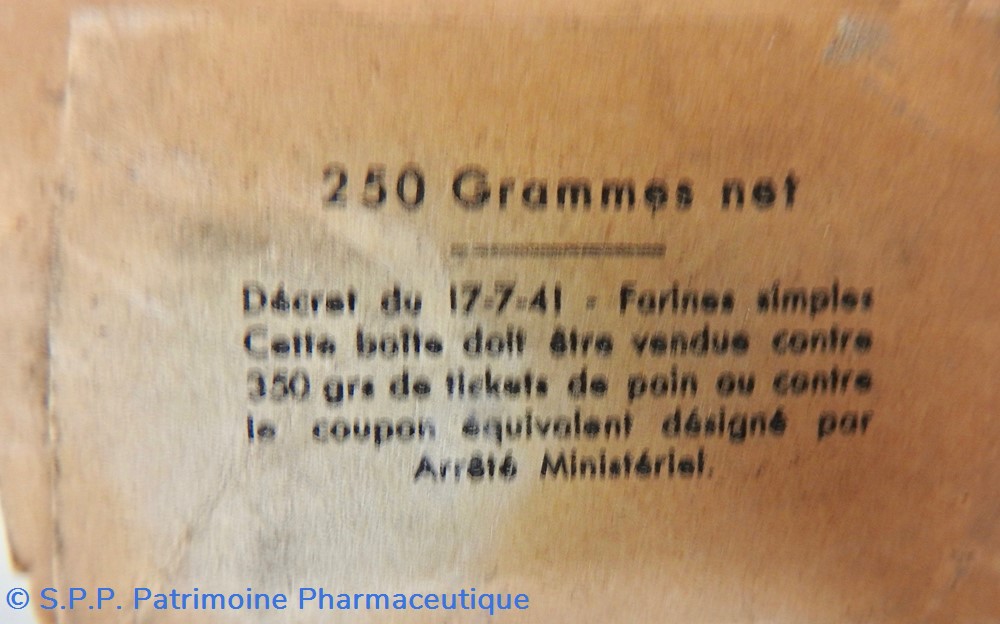 250 Grammes net
Décret du 17-7-41 - Farines simples
Cette boîte doit être vendue contre
350 grs de tickets de pain ou contre
le coupon équivalent désigné par
Arrêté Ministériel.
© S.P.P. Patrimoine Pharmaceutique